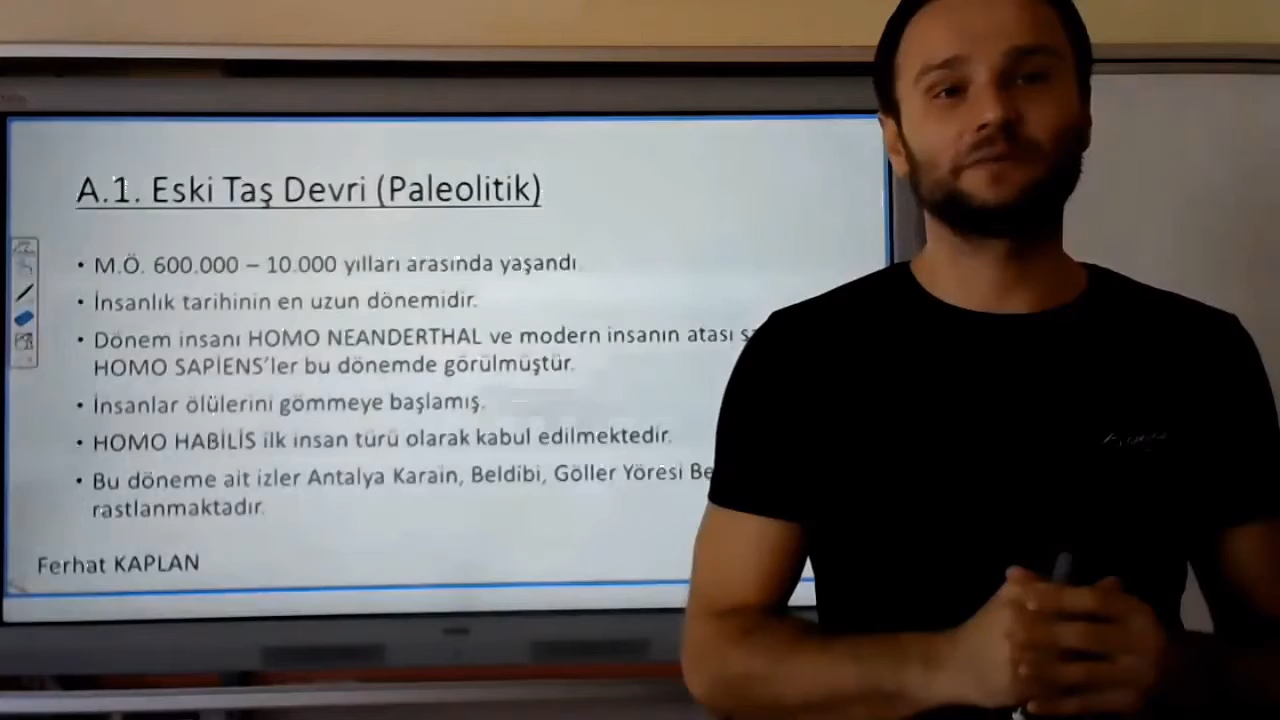 A.1. Eski Taş Devri (Paleolitik)
• M.Ö. 600.000 – 10.000 yılları arasında yaşandı
• İnsanlık tarihinin en uzun dönemidir.
• Dönem insanı HOMO NEANDERTHAL ve modern insanın atası
HOMO SAPİENS’ler bu dönemde görülmüştür.
• İnsanlar ölülerini gömmeye başlamış.
• HOMO HABİLİS ilk insan türü olarak kabul edilmektedir.
• Bu döneme ait izler Antalya Karain, Beldibi, Göller Yöresi
rastlanmaktadır.
Ferhat KAPLAN